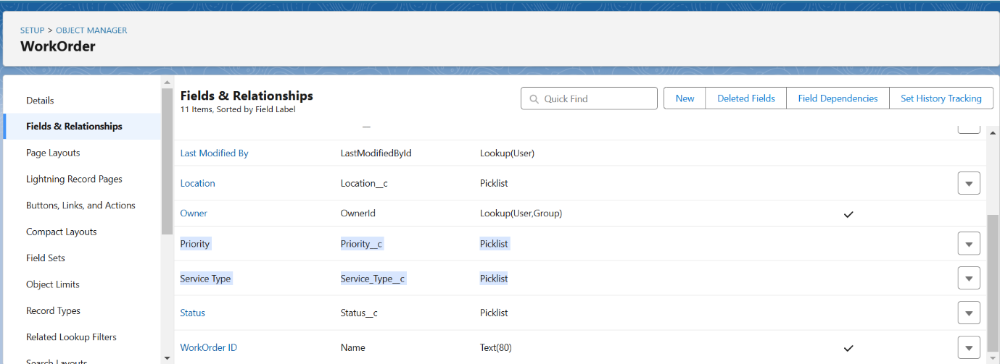 SETUP > OBJECT MANAGER
WorkOrder
Details
Fields & Relationships
Page Layouts
Lightning Record Pages
Buttons, Links, and Actions
Compact Layouts
Field Sets
Object Limits
Record Types
Related Lookup Filters
Search Layouts
Fields & Relationships
11 Items, Sorted by Field Label
Quick Find
New Deleted Fields Field Dependencies Set History Tracking
Last Modified By LastModifiedById Lookup(User)
Location Location__c Picklist
Owner OwnerId Lookup(User,Group)
Priority Priority__c Picklist
Service Type Service_Type__c Picklist
Status Status__c Picklist
WorkOrder ID Name Text(80)